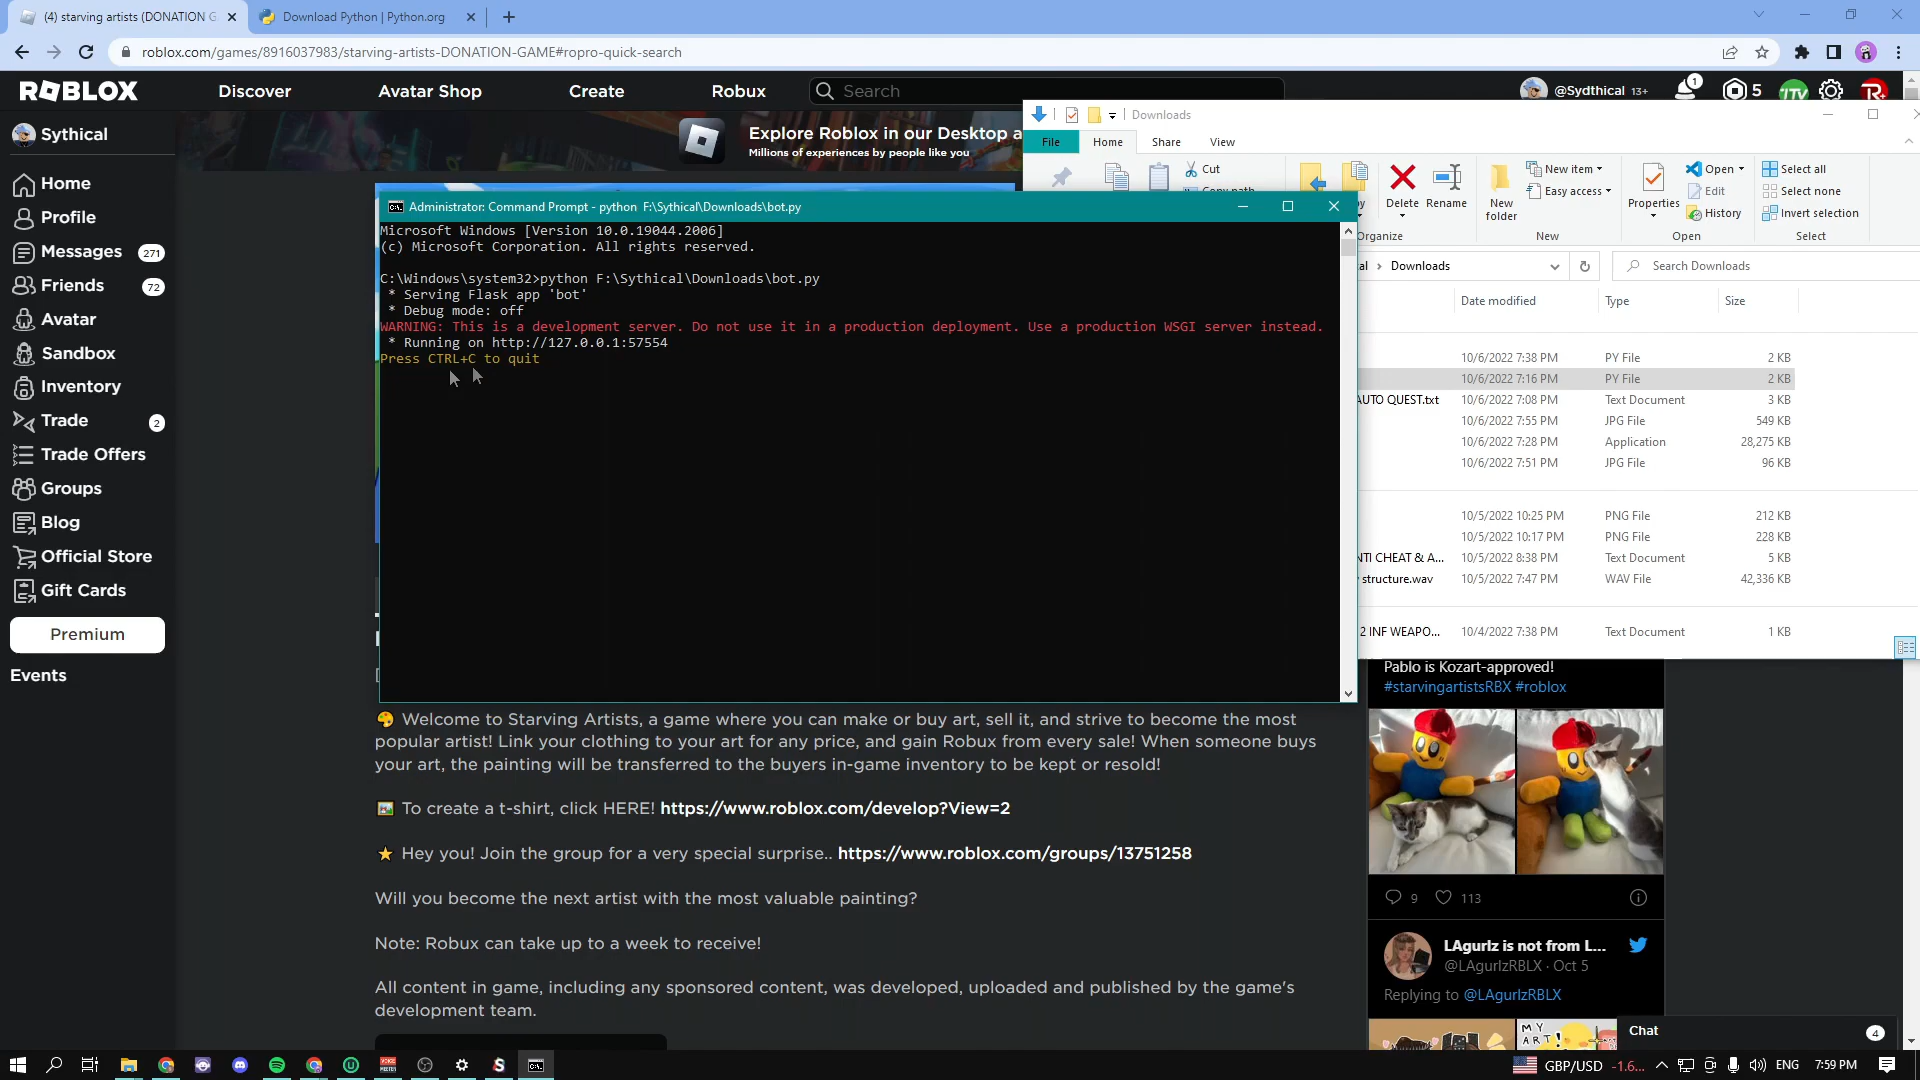 (4) starving artists (DONATION G
Download Python | Python.org
roblox.com/games/8916037983/starving-artists-DONATION-GAME#ropro-quick-search
ROBLOX
Discover
Avatar Shop
Create
Robux
Search
@Sydthical 13+
1
5
Sythical
Home
Profile
Messages 271
Friends 72
Avatar
Sandbox
Inventory
Trade 2
Trade Offers
Groups
Blog
Official Store
Gift Cards
Premium
Events
Explore Roblox in our Desktop a
Millions of experiences by people like you
Downloads
File Home Share View
Cut
Copy path
Delete
Rename
New folder
New item
Easy access
Properties
Open
Edit
History
Select all
Select none
Invert selection
Organize
New
Open
Select
Downloads
Search Downloads
Date modified Type Size
10/6/2022 7:38 PM PY File 2 KB
10/6/2022 7:16 PM PY File 2 KB
AUTO QUEST.txt 10/6/2022 7:08 PM Text Document 3 KB
10/6/2022 7:55 PM JPG File 549 KB
10/6/2022 7:28 PM Application 28,275 KB
10/6/2022 7:51 PM JPG File 96 KB
10/5/2022 10:25 PM PNG File 212 KB
10/5/2022 10:17 PM PNG File 228 KB
NTI CHEAT & A... 10/5/2022 8:38 PM Text Document 5 KB
structure.wav 10/5/2022 7:47 PM WAV File 42,336 KB
2 INF WEAPO... 10/4/2022 7:38 PM Text Document 1 KB
Administrator: Command Prompt - python F:\Sythical\Downloads\bot.py
Microsoft Windows [Version 10.0.19044.2006]
(c) Microsoft Corporation. All rights reserved.
C:\Windows\system32>python F:\Sythical\Downloads\bot.py
* Serving Flask app 'bot'
* Debug mode: off
WARNING: This is a development server. Do not use it in a production deployment. Use a production WSGI server instead.
* Running on http://127.0.0.1:57554
Press CTRL+C to quit
Welcome to Starving Artists, a game where you can make or buy art, sell it, and strive to become the most
popular artist! Link your clothing to your art for any price, and gain Robux from every sale! When someone buys
your art, the painting will be transferred to the buyers in-game inventory to be kept or resold!
To create a t-shirt, click HERE! https://www.roblox.com/develop?View=2
Hey you! Join the group for a very special surprise.. https://www.roblox.com/groups/13751258
Will you become the next artist with the most valuable painting?
Note: Robux can take up to a week to receive!
All content in game, including any sponsored content, was developed, uploaded and published by the game's
development team.
Pablo is Kozart-approved!
#starvingartistsRBX #roblox
9 113
LAgurlz is not from L...
@LAgurlzRBLX · Oct 5
Replying to @LAgurlzRBLX
MY
ART!
Chat 4
GBP/USD -1.6...
ENG
7:59 PM